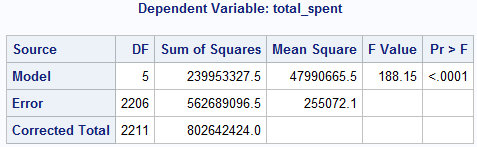 Dependent Variable: total_spent
Source DF Sum of Squares Mean Square F Value Pr > F
Model 5 239953327.5 47990665.5 188.15 <.0001
Error 2206 562689096.5 255072.1
Corrected Total 2211 802642424.0